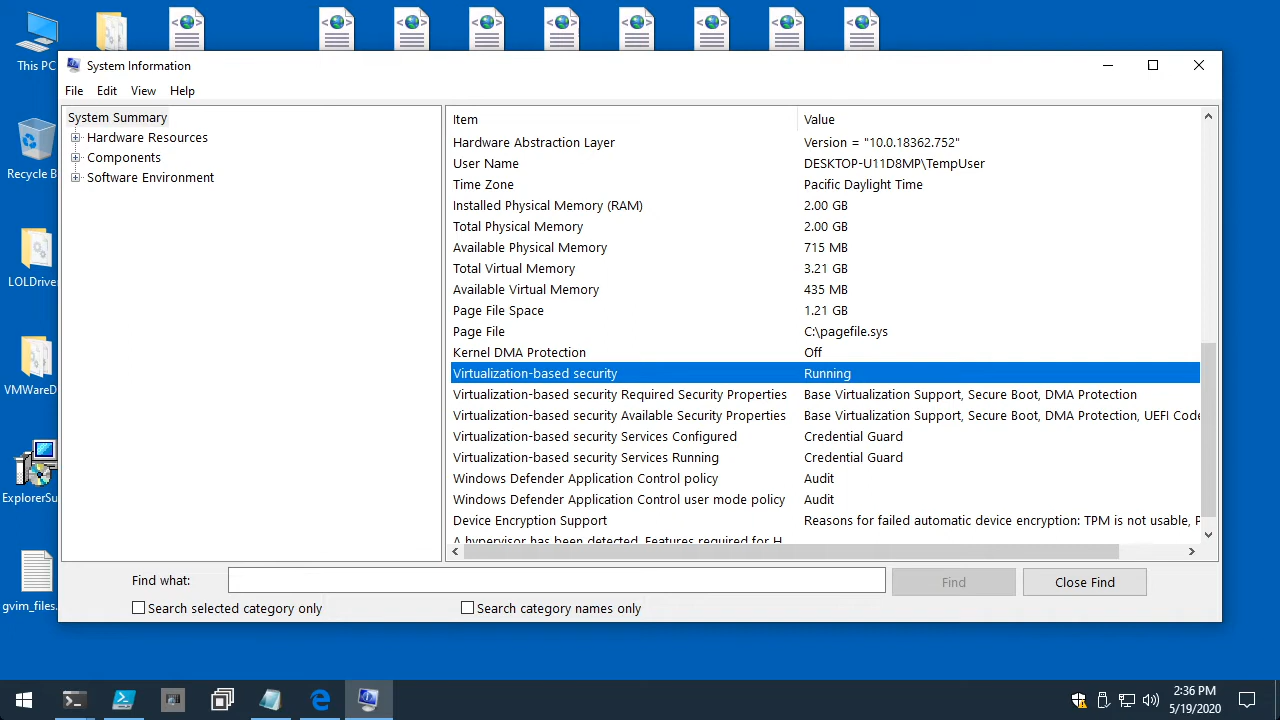 This PC
Recycle B
LOLDrive
VMWareD
ExplorerSu
gvim_files.
System Information
File Edit View Help
System Summary
Hardware Resources
Components
Software Environment
Item Value
Hardware Abstraction Layer Version = "10.0.18362.752"
User Name DESKTOP-U11D8MP\TempUser
Time Zone Pacific Daylight Time
Installed Physical Memory (RAM) 2.00 GB
Total Physical Memory 2.00 GB
Available Physical Memory 715 MB
Total Virtual Memory 3.21 GB
Available Virtual Memory 435 MB
Page File Space 1.21 GB
Page File C:\pagefile.sys
Kernel DMA Protection Off
Virtualization-based security Running
Virtualization-based security Required Security Properties Base Virtualization Support, Secure Boot, DMA Protection
Virtualization-based security Available Security Properties Base Virtualization Support, Secure Boot, DMA Protection, UEFI Code
Virtualization-based security Services Configured Credential Guard
Virtualization-based security Services Running Credential Guard
Windows Defender Application Control policy Audit
Windows Defender Application Control user mode policy Audit
Device Encryption Support Reasons for failed automatic device encryption: TPM is not usable, P
A hypervisor has been detected. Features required for H
Find what: Find Close Find
Search selected category only Search category names only
2:36 PM
5/19/2020